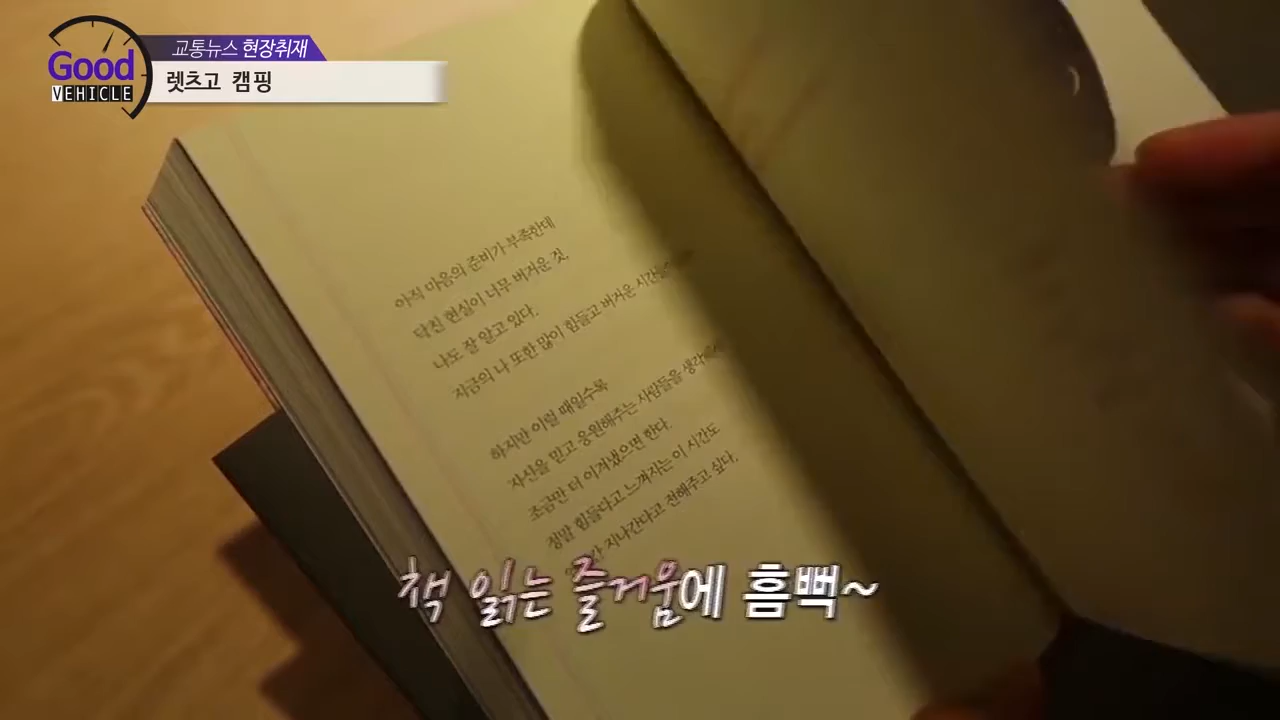 Good
VEHICLE
교통뉴스 현장취재
렛츠고 캠핑
아직 마음의 준비가 부족한데
닥친 현실이 너무 버거운 것.
나도 잘 알고 있다.
지금의 나 또한 많이 힘들고 버거운
하지만 이럴 때일수록
자신을 믿고 응원해주는 사람들을
조금만 더 이겨냈으면 한다.
정말 힘들다고 느껴지는 이 시간도
지나간다고 전해주고 싶다.
책 읽는 즐거움에 흠뻑~